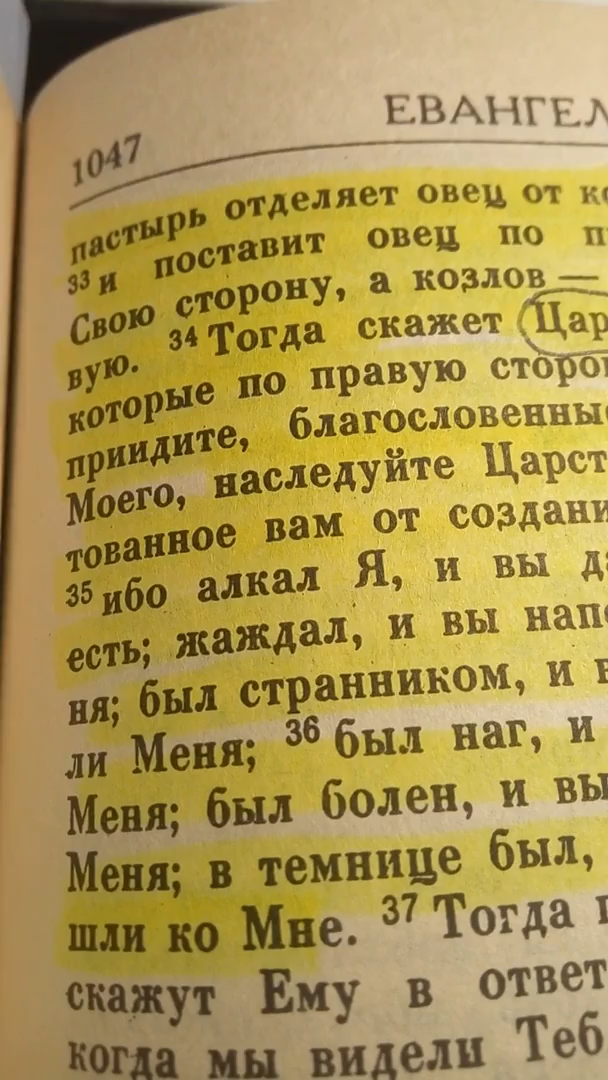 1047
ЕВАНГЕЛ
пастырь отделяет овец от ко
33 и поставит овец по п
Свою сторону, а козлов —
вую. 34 Тогда скажет Цар
которые по правую сторо
приидите, благословенны
Моего, наследуйте Царст
тованное вам от создани
35 ибо алкал Я, и вы д
есть; жаждал, и вы нап
ня; был странником, и
ли Меня; 36 был наг, и
Меня; был болен, и вы
Меня; в темнице был,
шли ко Мне. 37 Тогда
скажут Ему в ответ
когда мы видели Теб